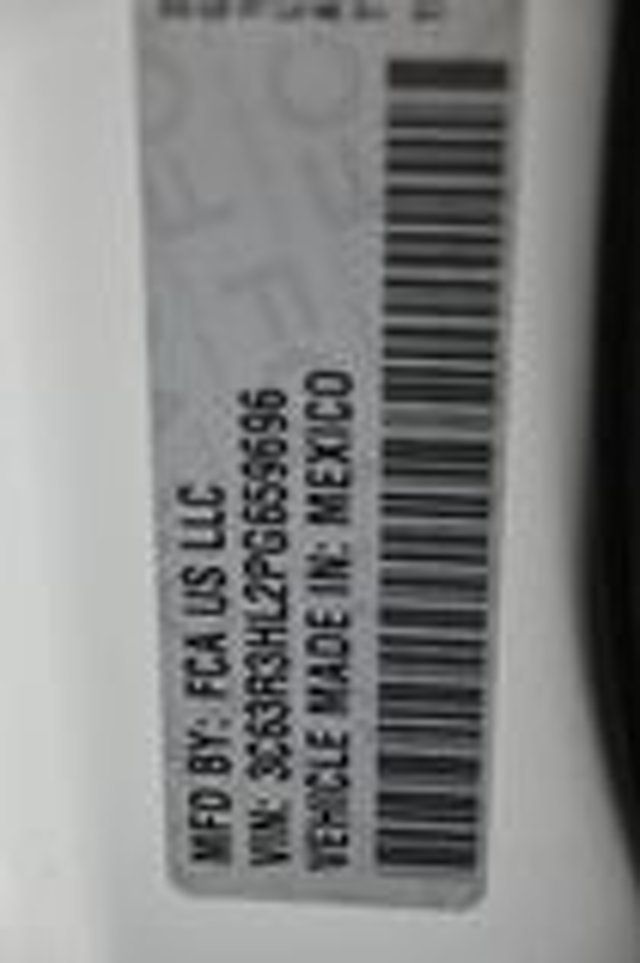 MFD BY: FCA US LLC
VIN: 3C63R3HL2PG659696
VEHICLE MADE IN: MEXICO